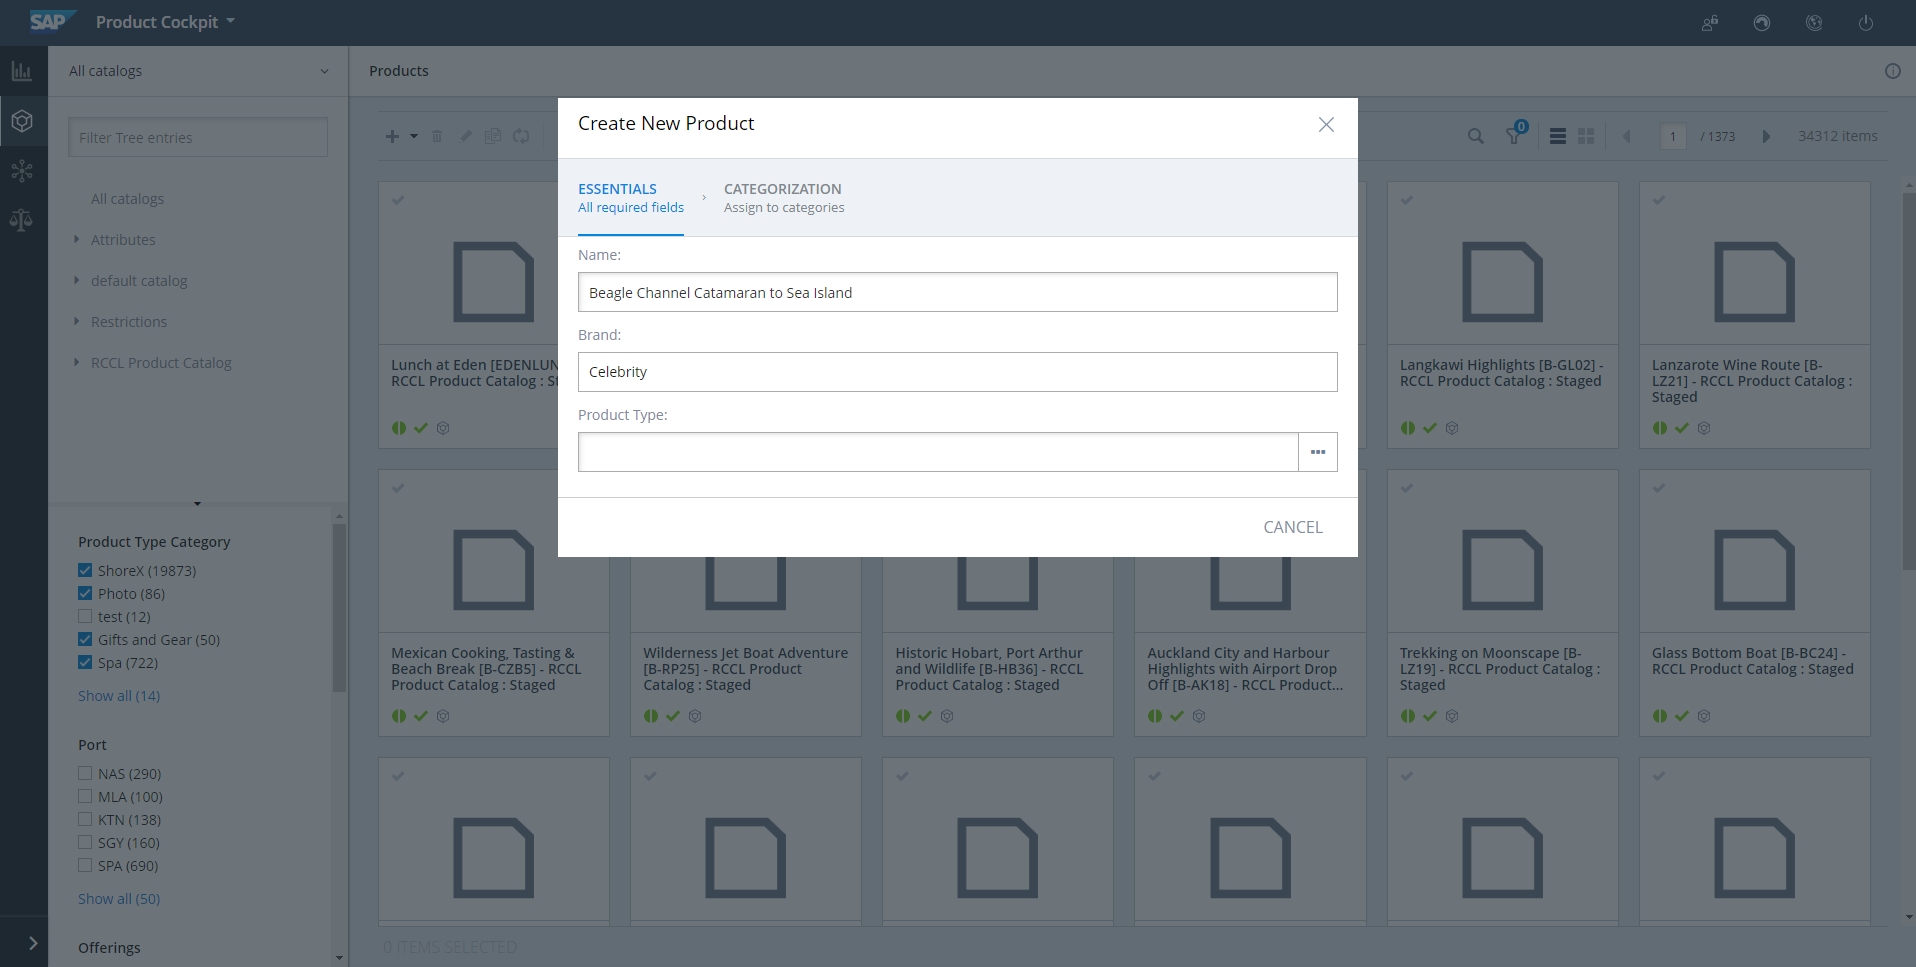 SAP Product Cockpit
All catalogs
Products
Filter Tree entries
All catalogs
Attributes
default catalog
Restrictions
RCCL Product Catalog
Product Type Category
ShoreX (19873)
Photo (86)
test (12)
Gifts and Gear (50)
Spa (722)
Show all (14)
Port
NAS (290)
MLA (100)
KTN (138)
SGY (160)
SPA (690)
Show all (50)
Offerings
0
1 / 1373
34312 items
Create New Product
ESSENTIALS
All required fields
CATEGORIZATION
Assign to categories
Name:
Beagle Channel Catamaran to Sea Island
Brand:
Celebrity
Product Type:
CANCEL
Lunch at Eden [EDENLUN
RCCL Product Catalog : St
Langkawi Highlights [B-GL02] -
RCCL Product Catalog : Staged
Lanzarote Wine Route [B-
LZ21] - RCCL Product Catalog :
Staged
Mexican Cooking, Tasting &
Beach Break [B-CZB5] - RCCL
Product Catalog : Staged
Wilderness Jet Boat Adventure
[B-RP25] - RCCL Product
Catalog : Staged
Historic Hobart, Port Arthur
and Wildlife [B-HB36] - RCCL
Product Catalog : Staged
Auckland City and Harbour
Highlights with Airport Drop
Off [B-AK18] - RCCL Product...
Trekking on Moonscape [B-
LZ19] - RCCL Product Catalog :
Staged
Glass Bottom Boat [B-BC24] -
RCCL Product Catalog : Staged
0 ITEMS SELECTED